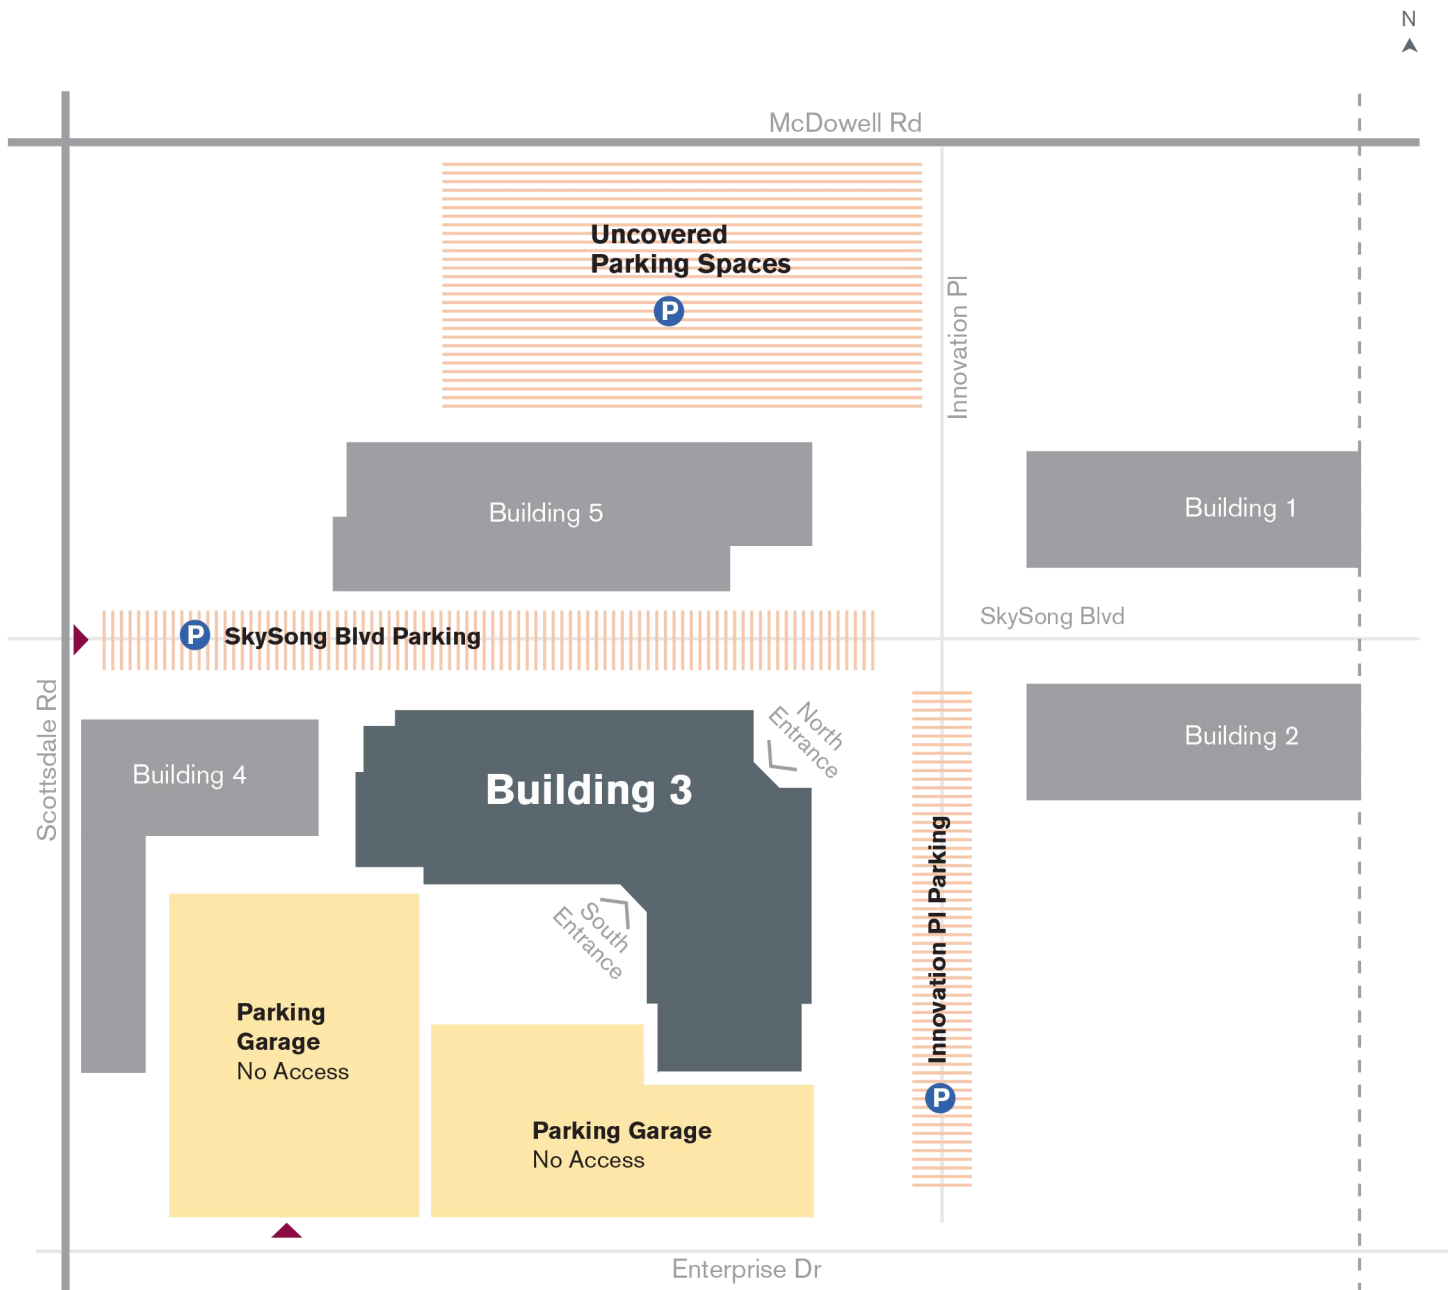 N
McDowell Rd
Uncovered
Parking Spaces
P
Innovation Pl
Building 5
Building 1
SkySong Blvd
P SkySong Blvd Parking
Scottsdale Rd
Building 4
Building 3
North
Entrance
Building 2
South
Entrance
Innovation Pl Parking
P
Parking
Garage
No Access
Parking Garage
No Access
Enterprise Dr